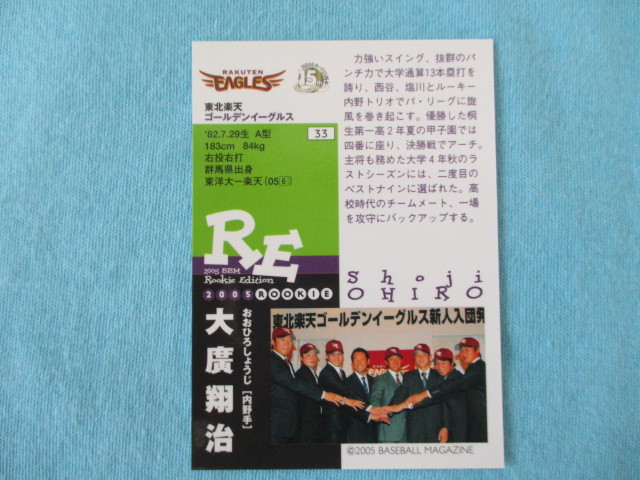 RAKUTEN
EAGLES
15th
東北楽天
ゴールデンイーグルス
'82.7.29生 A型
33
183cm 84kg
右投右打
群馬県出身
東洋大ー楽天(05⑥)
力強いスイング、抜群のパ
ンチ力で大学通算13本塁打を
誇り、西谷、塩川とルーキー
内野トリオでパ・リーグに旋
風を巻き起こす。優勝した桐
生第一高2年夏の甲子園では
四番に座り、決勝戦でアーチ。
主将も務めた大学4年秋のラ
ストシーズンには、二度目の
ベストナインに選ばれた。高
校時代のチームメート、一場
を攻守にバックアップする。
RE
2005 BBM
Rookie Edition
2005 ROOKIE
Shoji
OHIRO
大廣翔治
おおひろしょうじ [内野手]
東北楽天ゴールデンイーグルス新人入団発
©2005 BASEBALL MAGAZINE